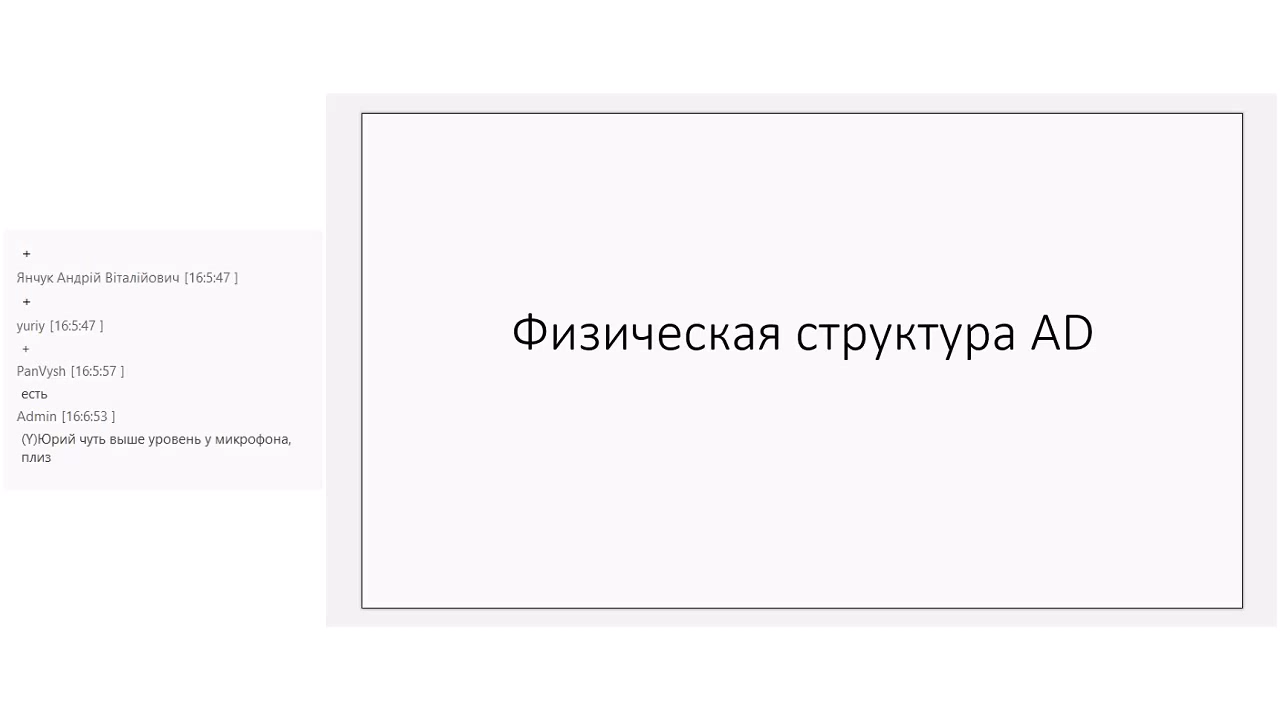 +
Янчук Андрій Віталійович [16:5:47 ]
+
yuriy [16:5:47 ]
+
PanVysh [16:5:57 ]
есть
Admin [16:6:53 ]
(Y)Юрий чуть выше уровень у микрофона,
плиз
Физическая структура AD